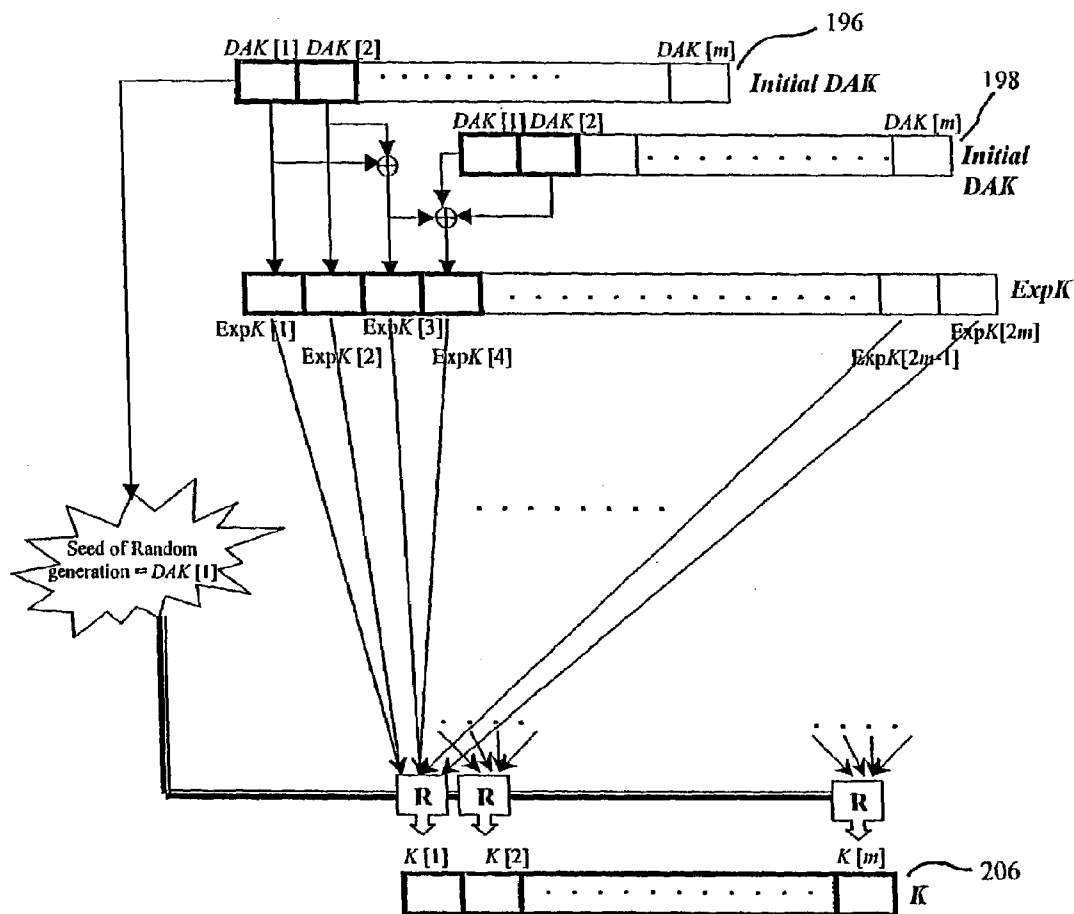 196
DAK [1] DAK [2] DAK [m]
Initial DAK
198
DAK [1] DAK [2] DAK [m]
Initial
DAK
ExpK
ExpK [1] ExpK [3] ExpK[2m]
ExpK [2] ExpK [4] ExpK[2m-1]
Seed of Random
generation = DAK [1]
R R R
K [1] K [2] K [m]
206
K